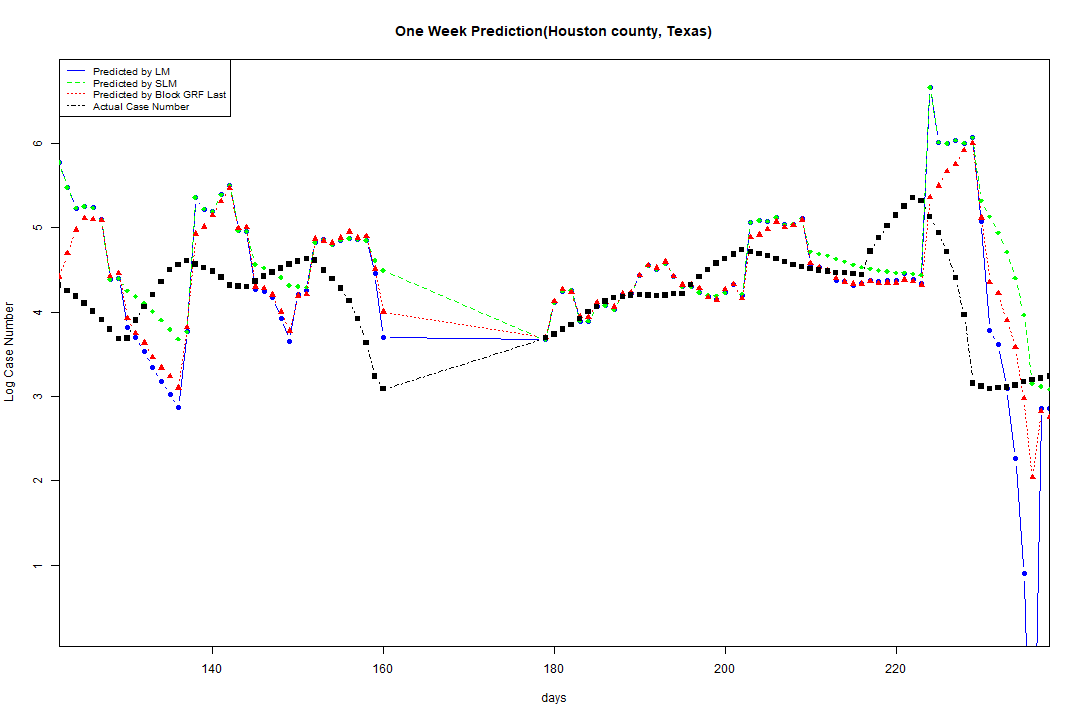 One Week Prediction(Houston county, Texas)
Predicted by LM
Predicted by SLM
Predicted by Block GRF Last
Actual Case Number
Log Case Number
6
5
4
3
2
1
140 160 180 200 220
days